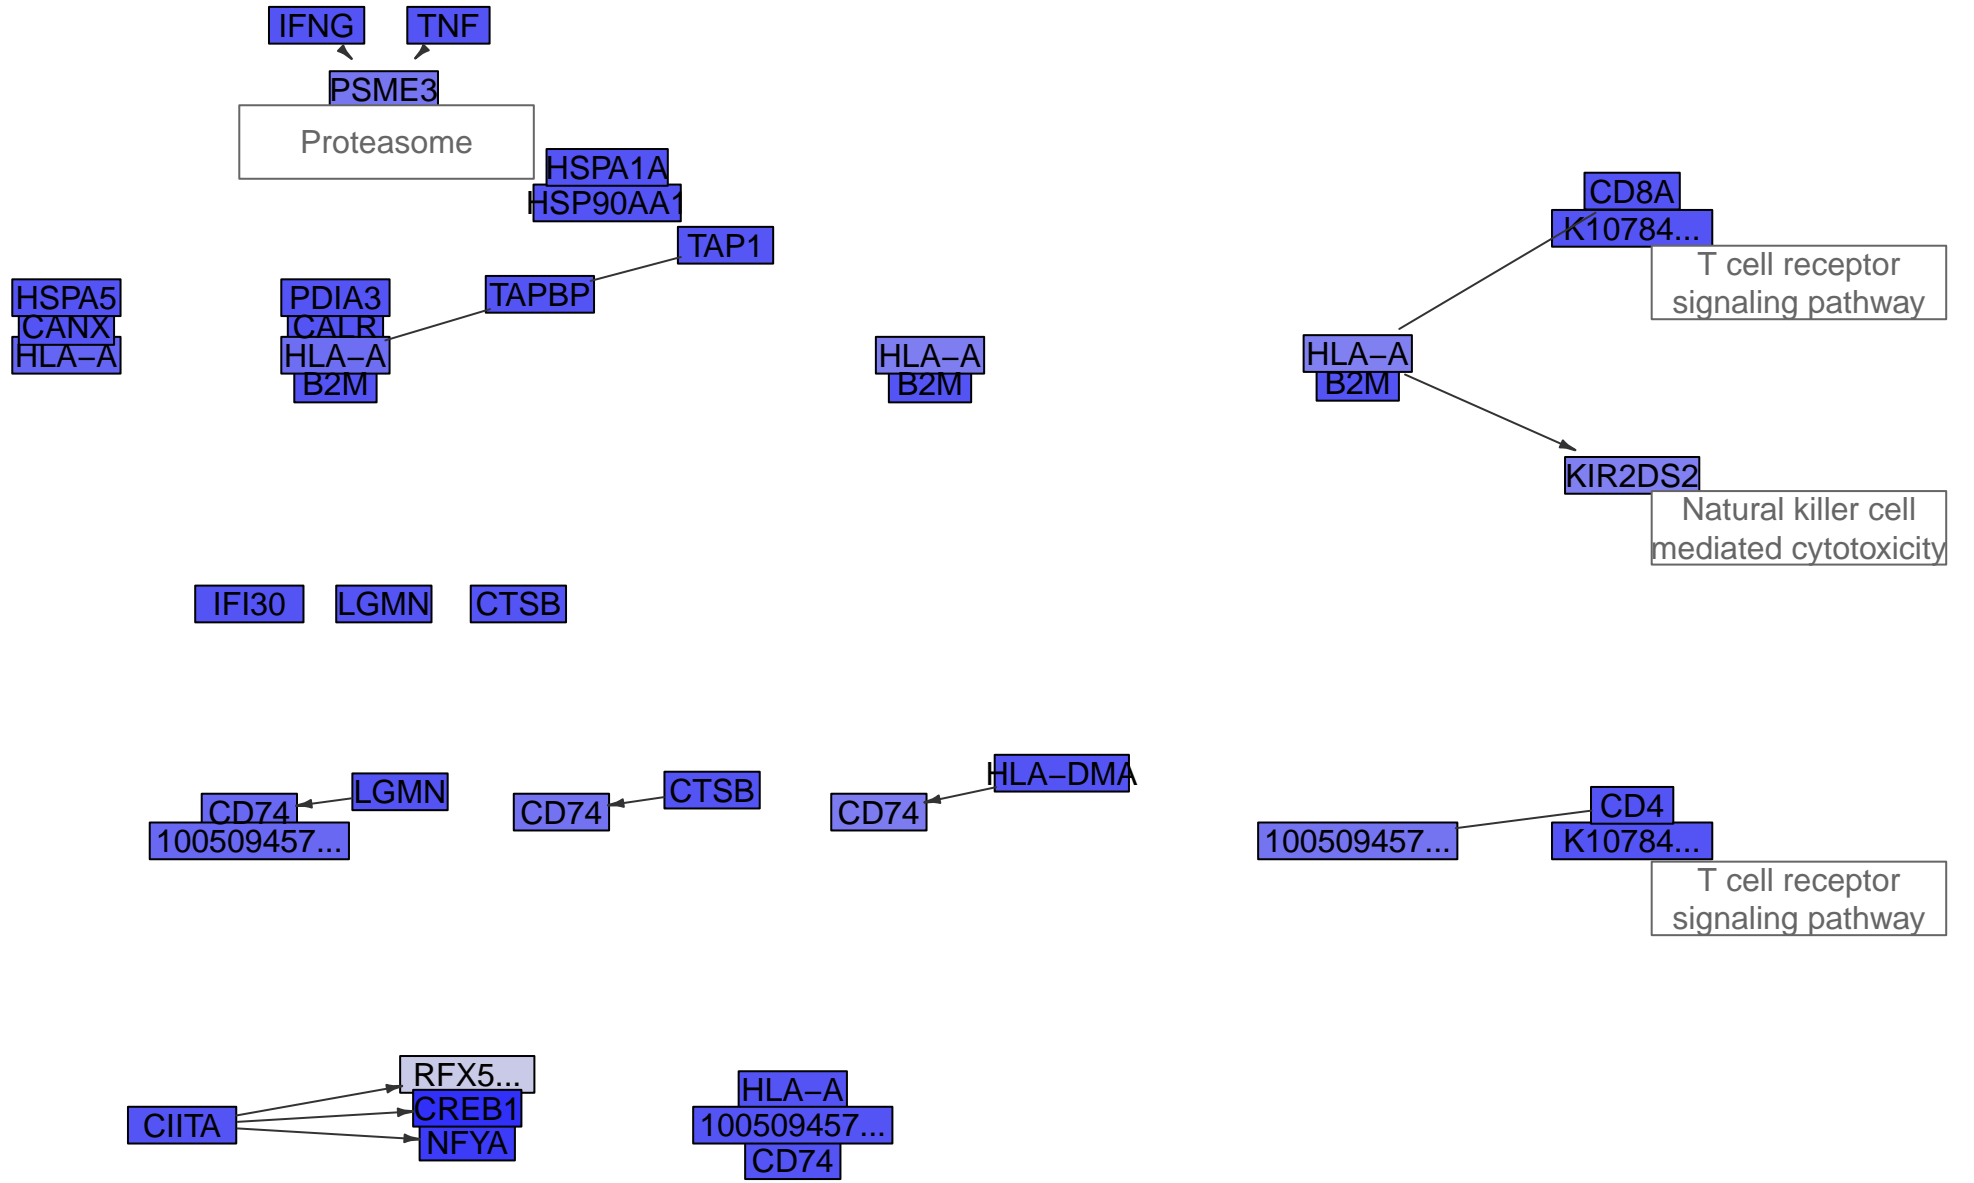 IFNG
TNF
PSME3
Proteasome
HSPA1A
HSP90AA1
CD8A
K10784...
TAP1
T cell receptor
signaling pathway
HSPA5
PDIA3
TAPBP
CANX
CALR
HLA−A
HLA−A
HLA−A
HLA−A
B2M
B2M
B2M
KIR2DS2
Natural killer cell
mediated cytotoxicity
IFI30
LGMN
CTSB
LGMN
CTSB
HLA−DMA
CD74
CD74
CD74
CD4
100509457...
100509457...
K10784...
T cell receptor
signaling pathway
RFX5...
HLA−A
CREB1
CIITA
100509457...
NFYA
CD74